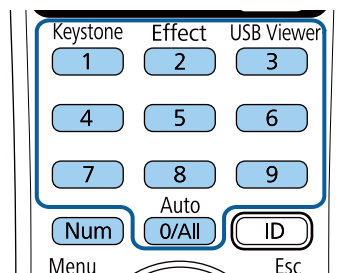 Keystone Effect USB Viewer
1 2 3
4 5 6
7 8 9
Auto
Num 0/All ID
Menu Esc